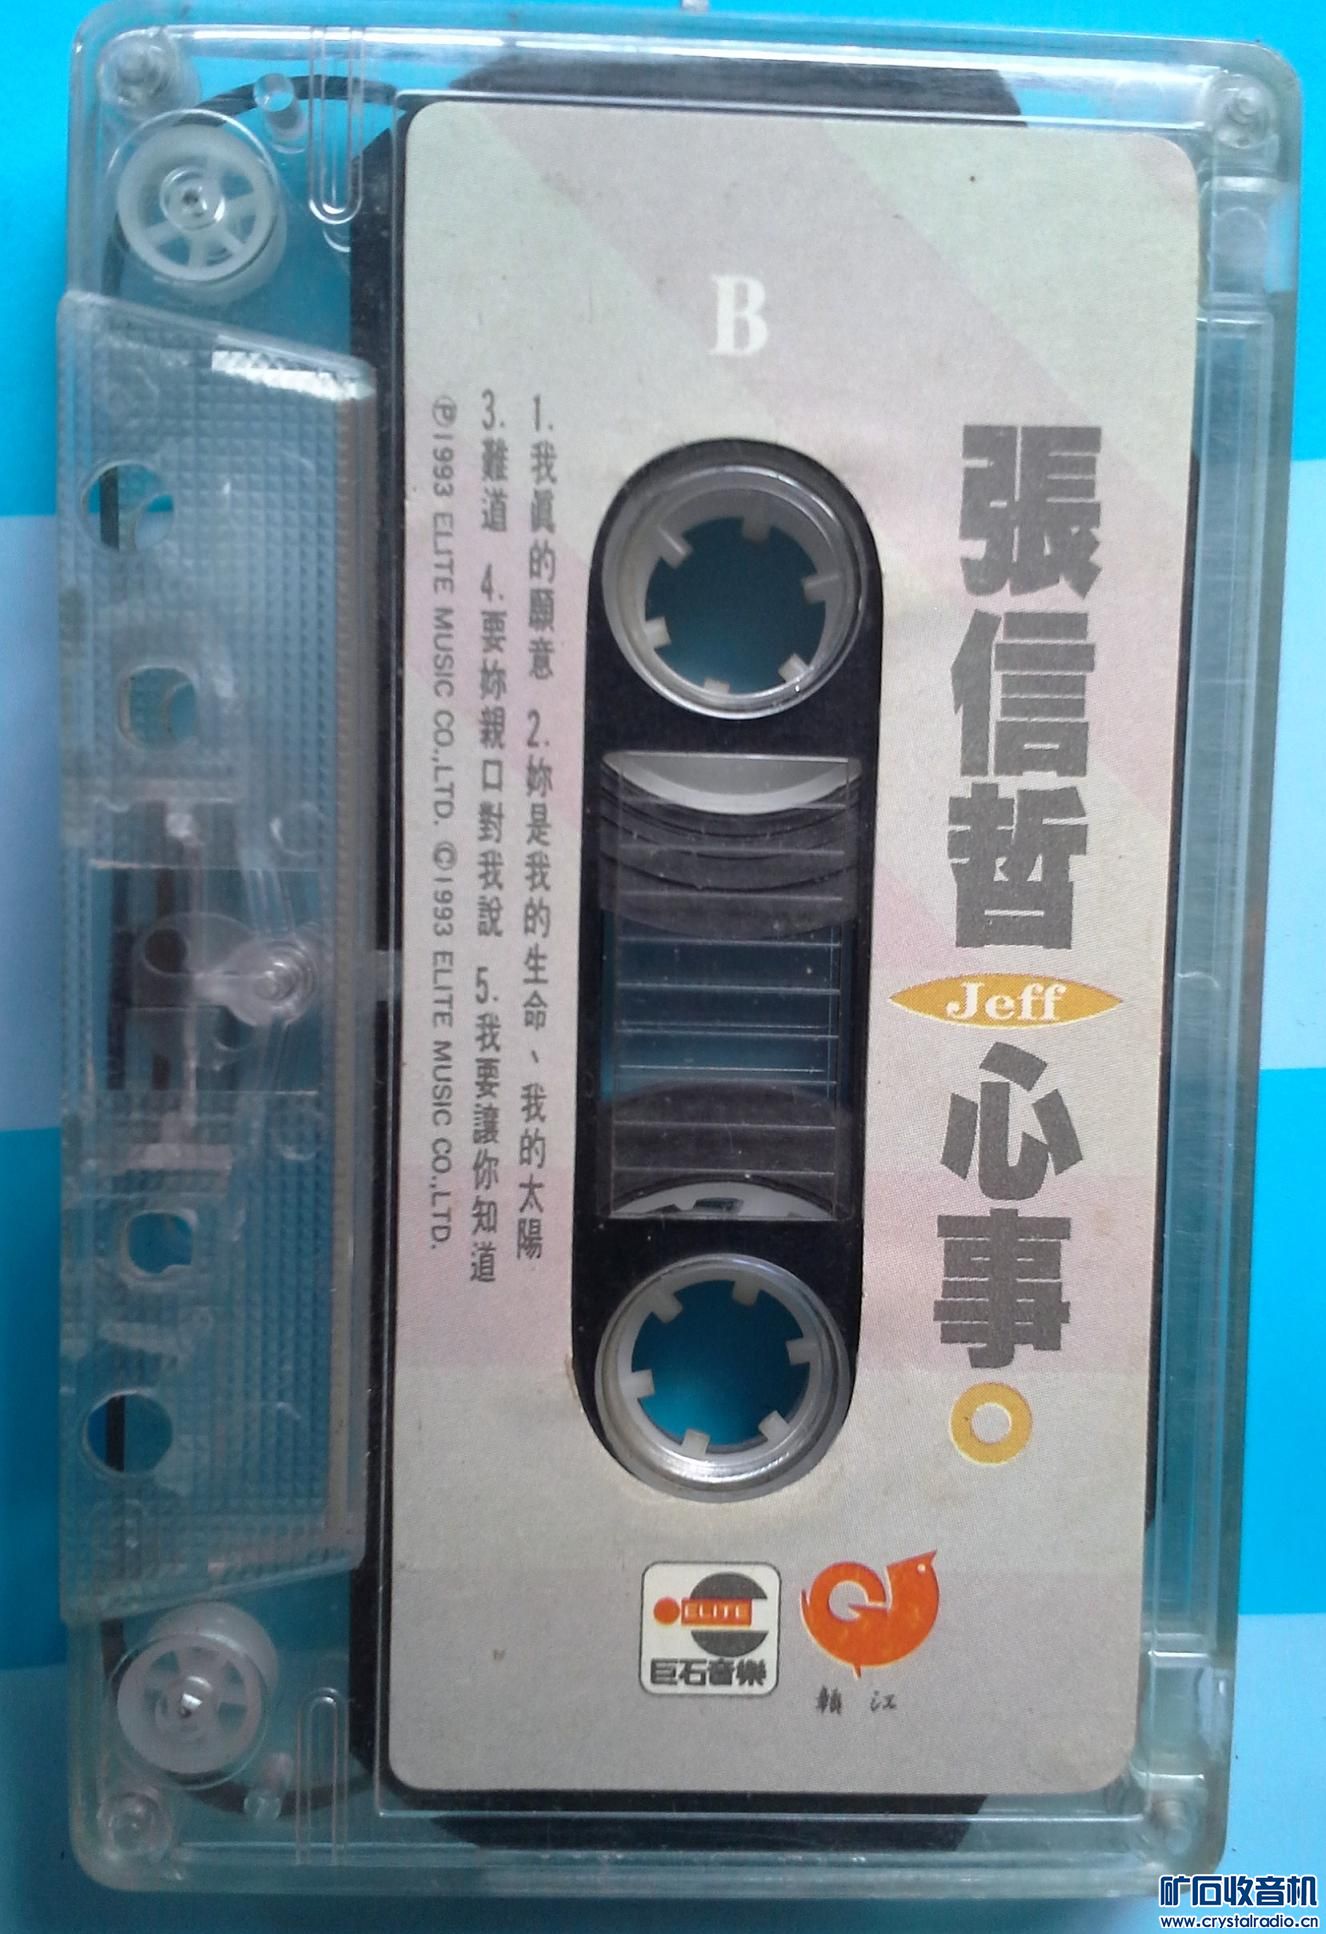 B
張信哲
Jeff
心事。
1.我眞的願意 2.妳是我的生命、我的太陽
3.難道 4.要妳親口對我說 5.我要讓你知道
Ⓟ1993 ELITE MUSIC CO.,LTD. ©1993 ELITE MUSIC CO.,LTD.
ELITE
巨石音樂
矿石收音机
www.crystalradio.cn